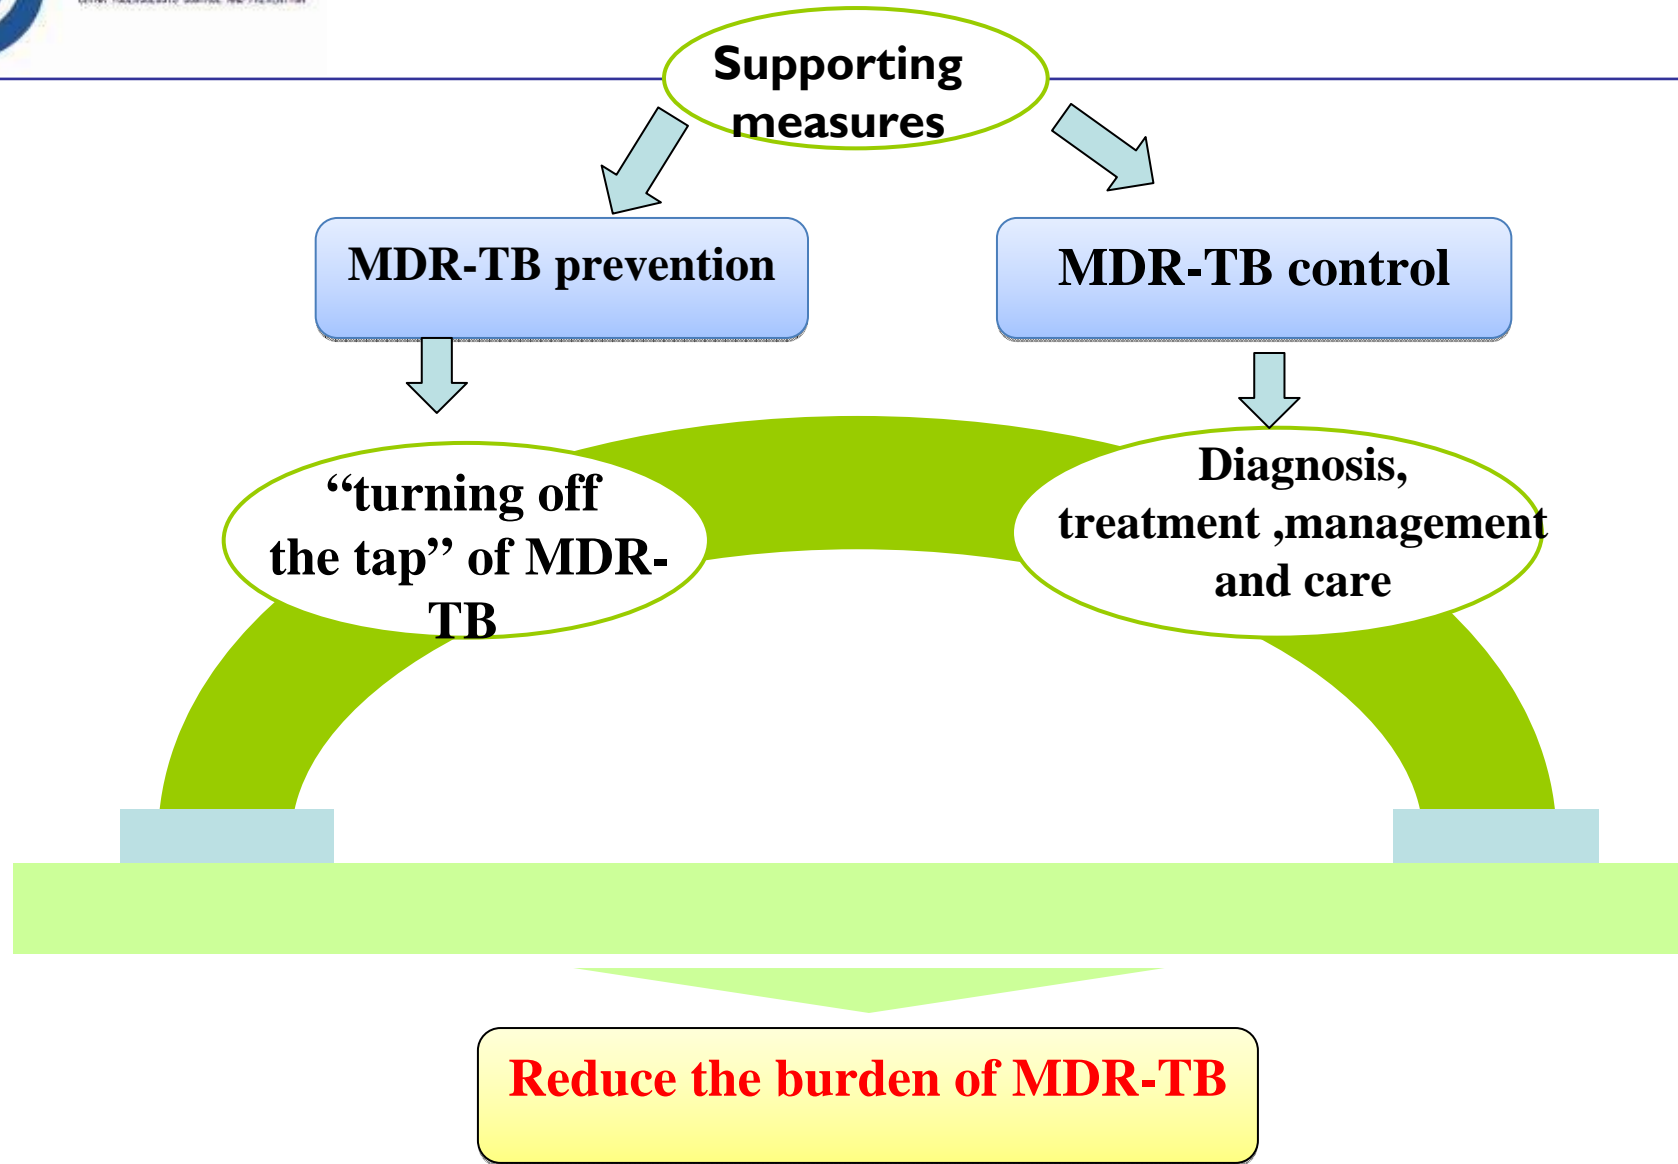 Supporting
measures
MDR-TB prevention
MDR-TB control
“turning off
the tap” of MDR-
TB
Diagnosis,
treatment ,management
and care
Reduce the burden of MDR-TB